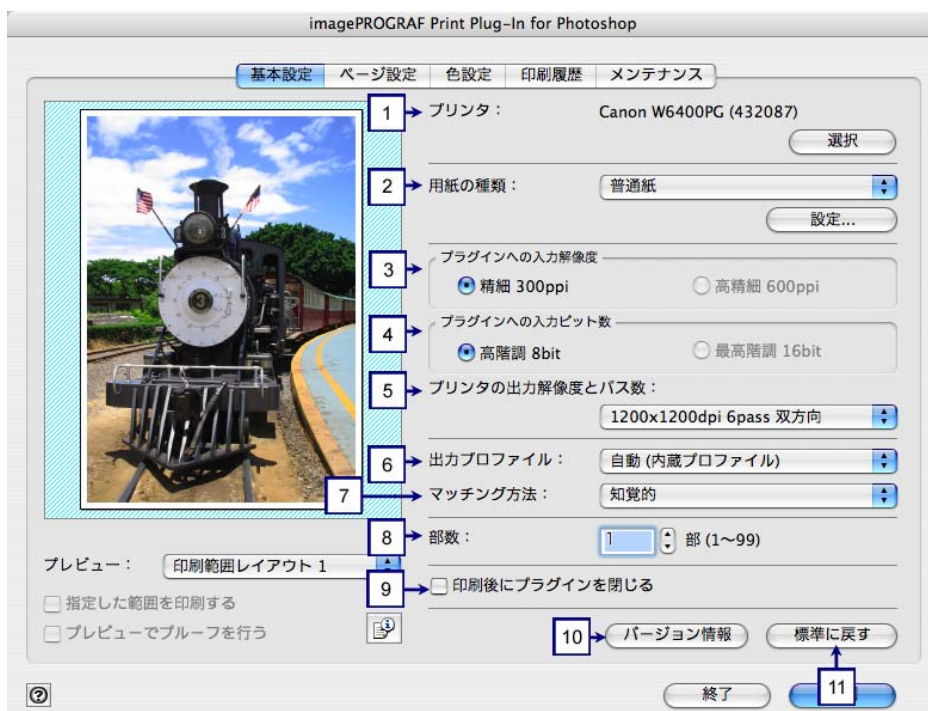 imagePROGRAF Print Plug-In for Photoshop
基本設定 ページ設定 色設定 印刷履歴 メンテナンス
1 プリンタ： Canon W6400PG (432087)
選択
2 用紙の種類： 普通紙
設定...
3 プラグインへの入力解像度
精細 300ppi 高精細 600ppi
4 プラグインへの入力ビット数
高階調 8bit 最高階調 16bit
5 プリンタの出力解像度とパス数：
1200x1200dpi 6pass 双方向
6 出力プロファイル： 自動 (内蔵プロファイル)
7 マッチング方法： 知覚的
8 部数： 1 部 (1〜99)
プレビュー： 印刷範囲レイアウト 1
9 印刷後にプラグインを閉じる
指定した範囲を印刷する
プレビューでプルーフを行う
10 バージョン情報 標準に戻す
11
? 終了
3